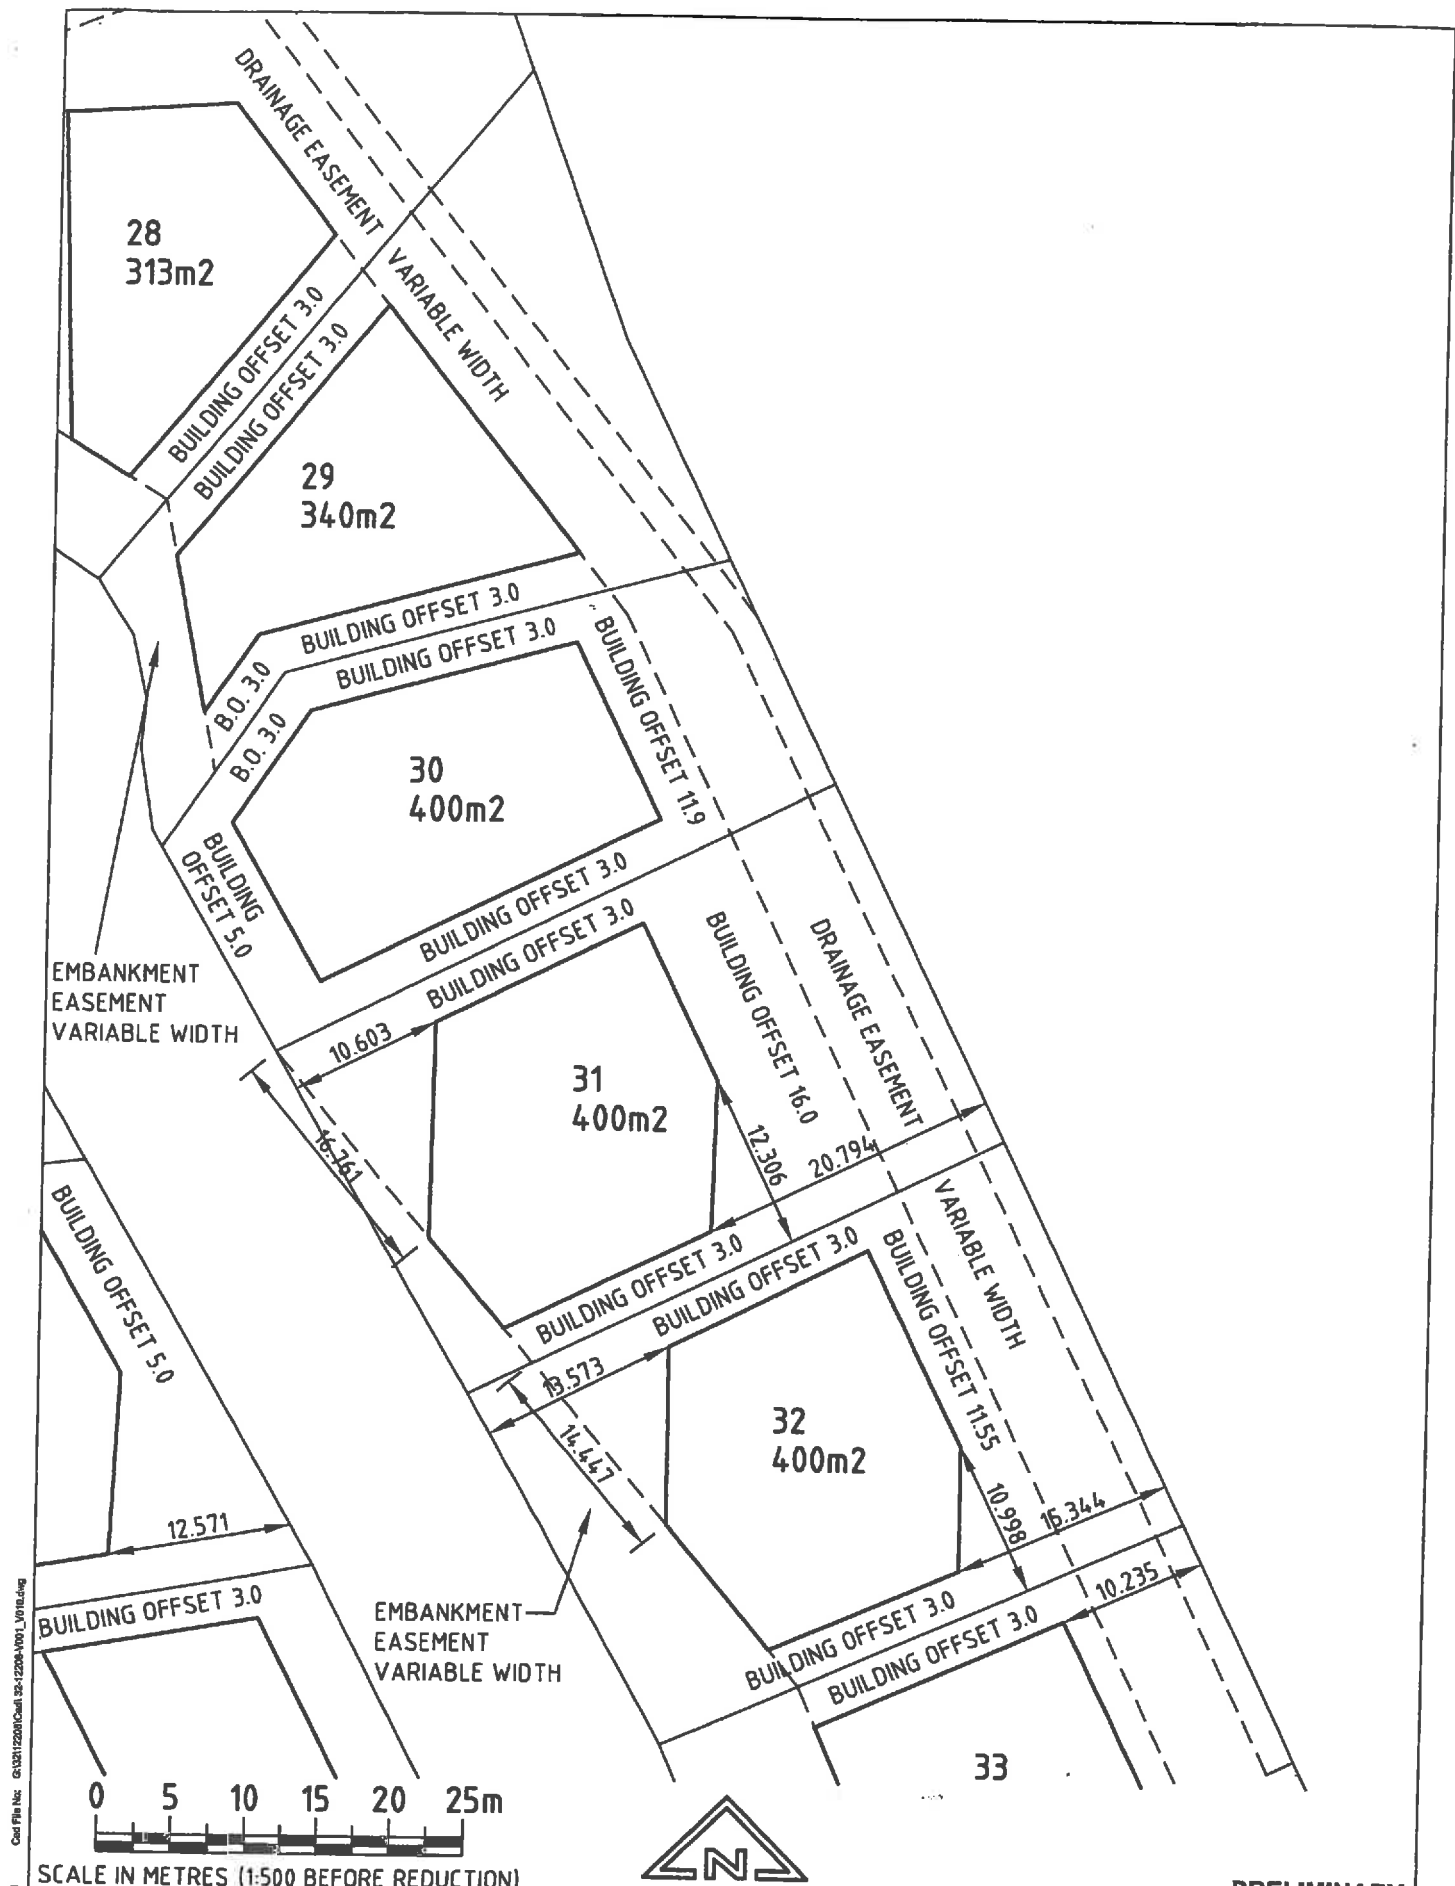 DRAINAGE EASEMENT
VARIABLE WIDTH
28
313m2
BUILDING OFFSET 3.0
BUILDING OFFSET 3.0
29
340m2
BUILDING OFFSET 3.0
BUILDING OFFSET 3.0
B.O. 3.0
B.O. 3.0
BUILDING OFFSET 11.9
30
400m2
BUILDING
OFFSET 5.0
BUILDING OFFSET 3.0
BUILDING OFFSET 3.0
EMBANKMENT
EASEMENT
VARIABLE WIDTH
10.603
31
400m2
BUILDING OFFSET 16.0
DRAINAGE EASEMENT
16.761
12.306
20.794
VARIABLE WIDTH
BUILDING OFFSET 5.0
BUILDING OFFSET 3.0
BUILDING OFFSET 3.0
BUILDING OFFSET 11.55
13.573
14.447
32
400m2
10.998
15.344
12.571
10.235
BUILDING OFFSET 3.0
EMBANKMENT
EASEMENT
VARIABLE WIDTH
BUILDING OFFSET 3.0
BUILDING OFFSET 3.0
33
0 5 10 15 20 25m
SCALE IN METRES (1:500 BEFORE REDUCTION)
N
PRELIMINARY
Cad File No: